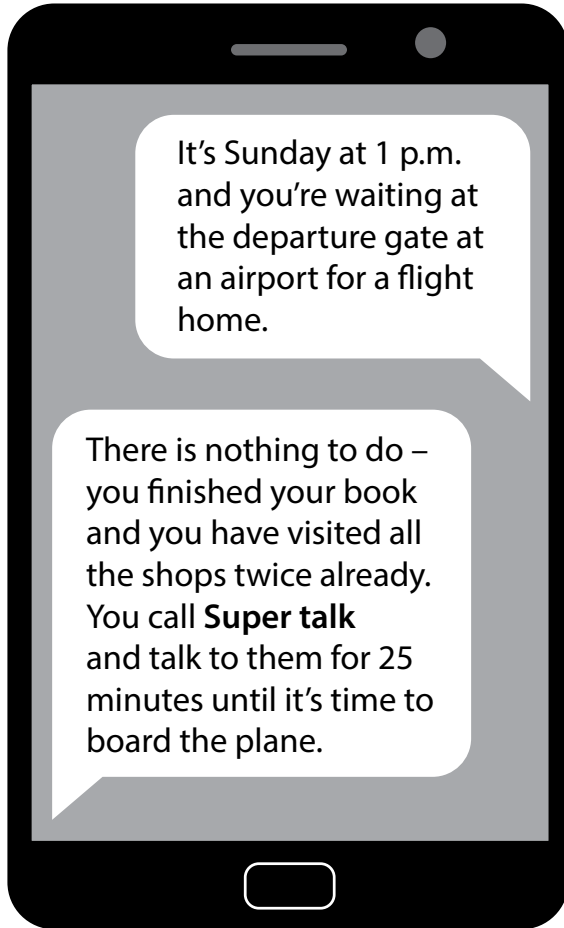 It’s Sunday at 1 p.m.
and you’re waiting at
the departure gate at
an airport for a flight
home.
There is nothing to do –
you finished your book
and you have visited all
the shops twice already.
You call Super talk
and talk to them for 25
minutes until it’s time to
board the plane.